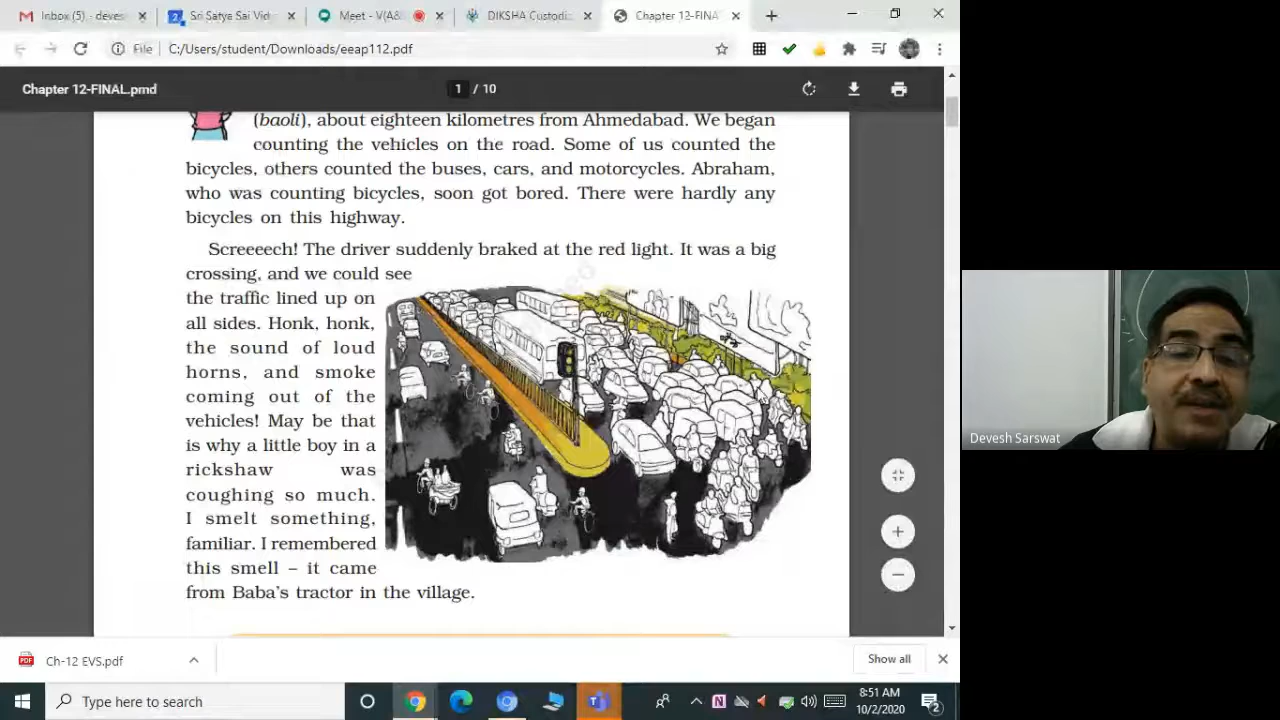 Inbox (5) - deves
Sri Satya Sai Vid
Meet - V(A&
DIKSHA Custodi
Chapter 12-FINA
File
C:/Users/student/Downloads/eeap112.pdf
Chapter 12-FINAL.pmd
1 / 10
(baoli), about eighteen kilometres from Ahmedabad. We began
counting the vehicles on the road. Some of us counted the
bicycles, others counted the buses, cars, and motorcycles. Abraham,
who was counting bicycles, soon got bored. There were hardly any
bicycles on this highway.
Screeeech! The driver suddenly braked at the red light. It was a big
crossing, and we could see
the traffic lined up on
all sides. Honk, honk,
the sound of loud
horns, and smoke
coming out of the
vehicles! May be that
is why a little boy in a
rickshaw was
coughing so much.
I smelt something,
familiar. I remembered
this smell – it came
from Baba's tractor in the village.
Devesh Sarswat
Ch-12 EVS.pdf
Show all
Type here to search
8:51 AM
10/2/2020
2